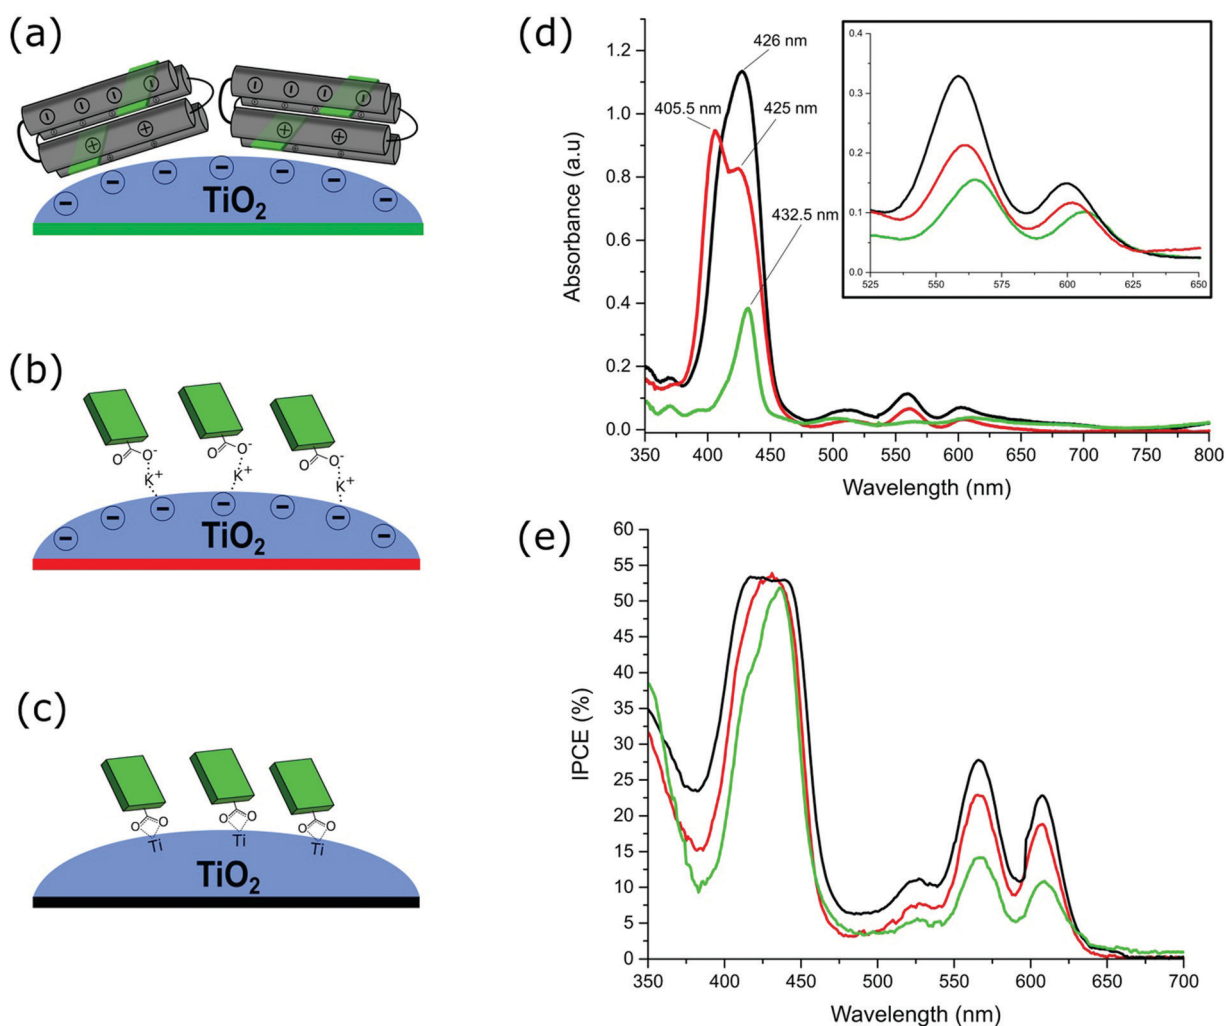 (a)
TiO₂
(b)
O O⁻ O O⁻ O O⁻
K⁺ K⁺ K⁺
TiO₂
(c)
O O O O O O
Ti Ti Ti
TiO₂
(d)
426 nm
405.5 nm
425 nm
432.5 nm
Absorbance (a.u)
1.2
1.0
0.8
0.6
0.4
0.2
0.0
350 400 450 500 550 600 650 700 750 800
Wavelength (nm)
0.4
0.3
0.2
0.1
0.0
525 550 575 600 625 650
(e)
IPCE (%)
60
55
50
45
40
35
30
25
20
15
10
5
0
350 400 450 500 550 600 650 700
Wavelength (nm)